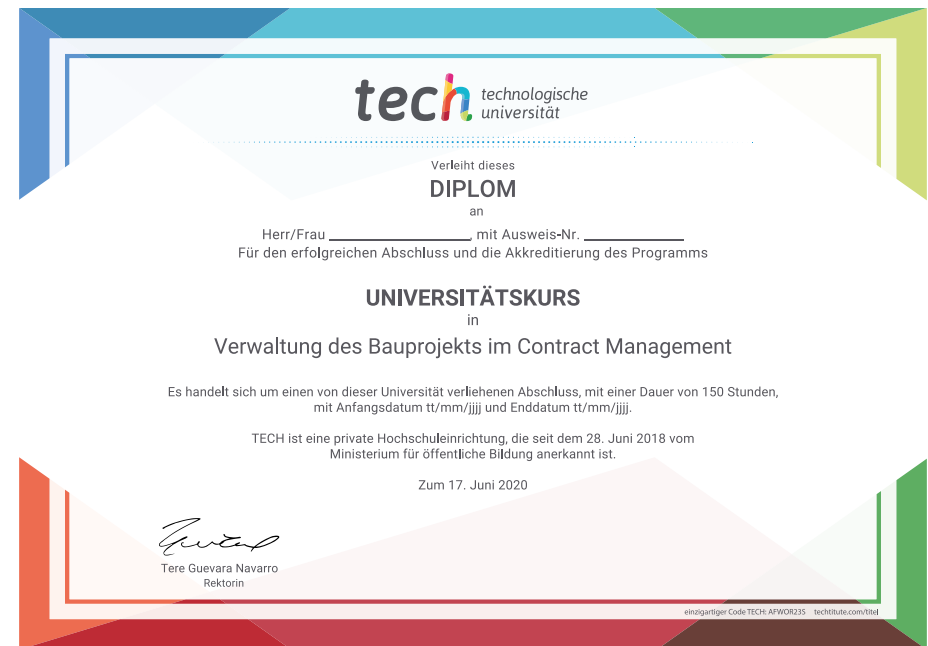 tech technologische
universität
Verleiht dieses
DIPLOM
an
Herr/Frau ________________, mit Ausweis-Nr. ______________
Für den erfolgreichen Abschluss und die Akkreditierung des Programms
UNIVERSITÄTSKURS
in
Verwaltung des Bauprojekts im Contract Management
Es handelt sich um einen von dieser Universität verliehenen Abschluss, mit einer Dauer von 150 Stunden,
mit Anfangsdatum tt/mm/jjjj und Enddatum tt/mm/jjjj.
TECH ist eine private Hochschuleinrichtung, die seit dem 28. Juni 2018 vom
Ministerium für öffentliche Bildung anerkannt ist.
Zum 17. Juni 2020
Tere Guevara Navarro
Rektorin
einzigartiger Code TECH: AFWOR23S techtitute.com/titel